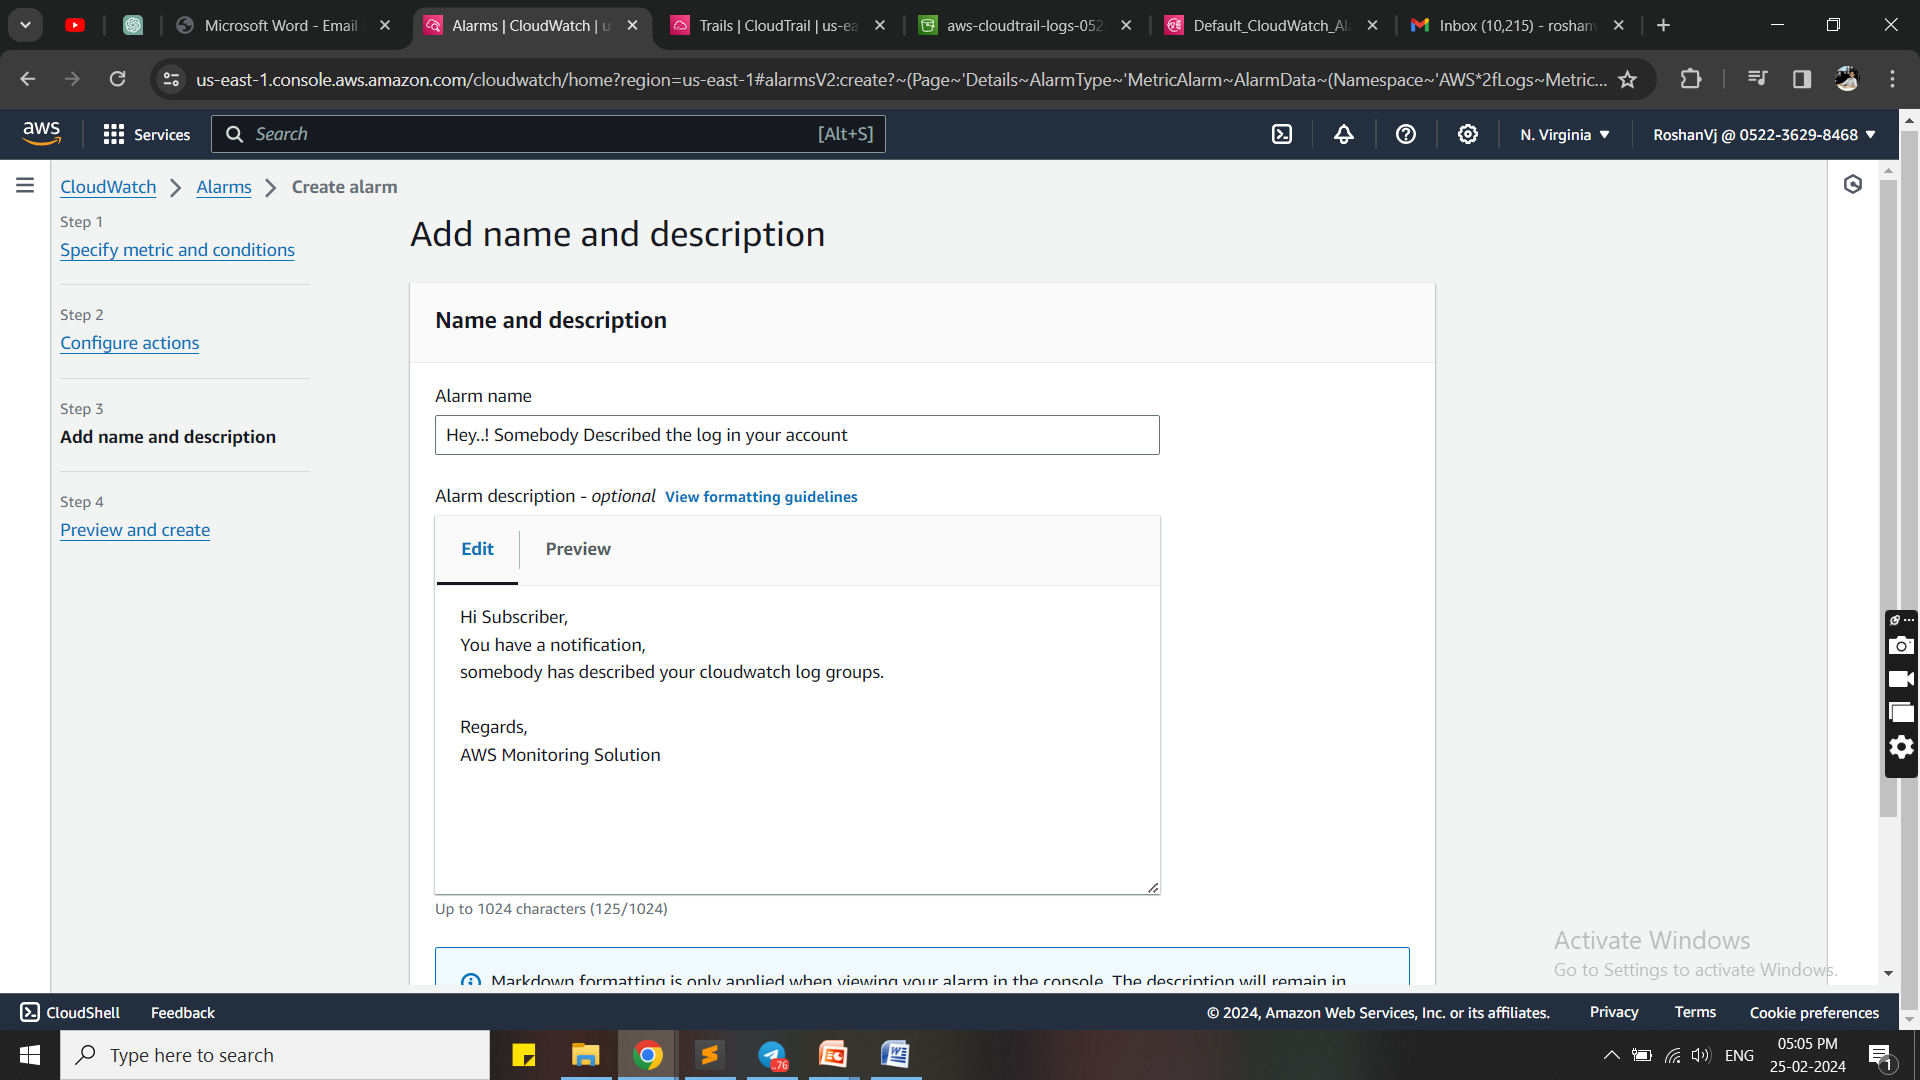 Microsoft Word - Email
Alarms | CloudWatch | u
Trails | CloudTrail | us-ea
aws-cloudtrail-logs-052
Default_CloudWatch_Al
Inbox (10,215) - roshan
us-east-1.console.aws.amazon.com/cloudwatch/home?region=us-east-1#alarmsV2:create?~(Page~'Details~AlarmType~'MetricAlarm~AlarmData~(Namespace~'AWS*2fLogs~Metric...
aws
Services
Search
[Alt+S]
N. Virginia
RoshanVj @ 0522-3629-8468
CloudWatch
Alarms
Create alarm
Step 1
Specify metric and conditions
Step 2
Configure actions
Step 3
Add name and description
Step 4
Preview and create
Add name and description
Name and description
Alarm name
Hey..! Somebody Described the log in your account
Alarm description - optional View formatting guidelines
Edit
Preview
Hi Subscriber,
You have a notification,
somebody has described your cloudwatch log groups.
Regards,
AWS Monitoring Solution
Up to 1024 characters (125/1024)
Markdown formatting is only applied when viewing your alarm in the console. The description will remain in
Activate Windows
Go to Settings to activate Windows.
CloudShell
Feedback
© 2024, Amazon Web Services, Inc. or its affiliates.
Privacy
Terms
Cookie preferences
Type here to search
76
ENG
05:05 PM
25-02-2024
1